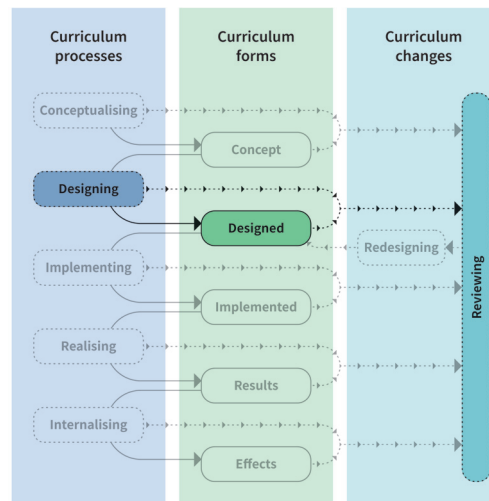 Curriculum
processes
Curriculum
forms
Curriculum
changes
Conceptualising
Concept
Designing
Designed
Redesigning
Implementing
Implemented
Reviewing
Realising
Results
Internalising
Effects